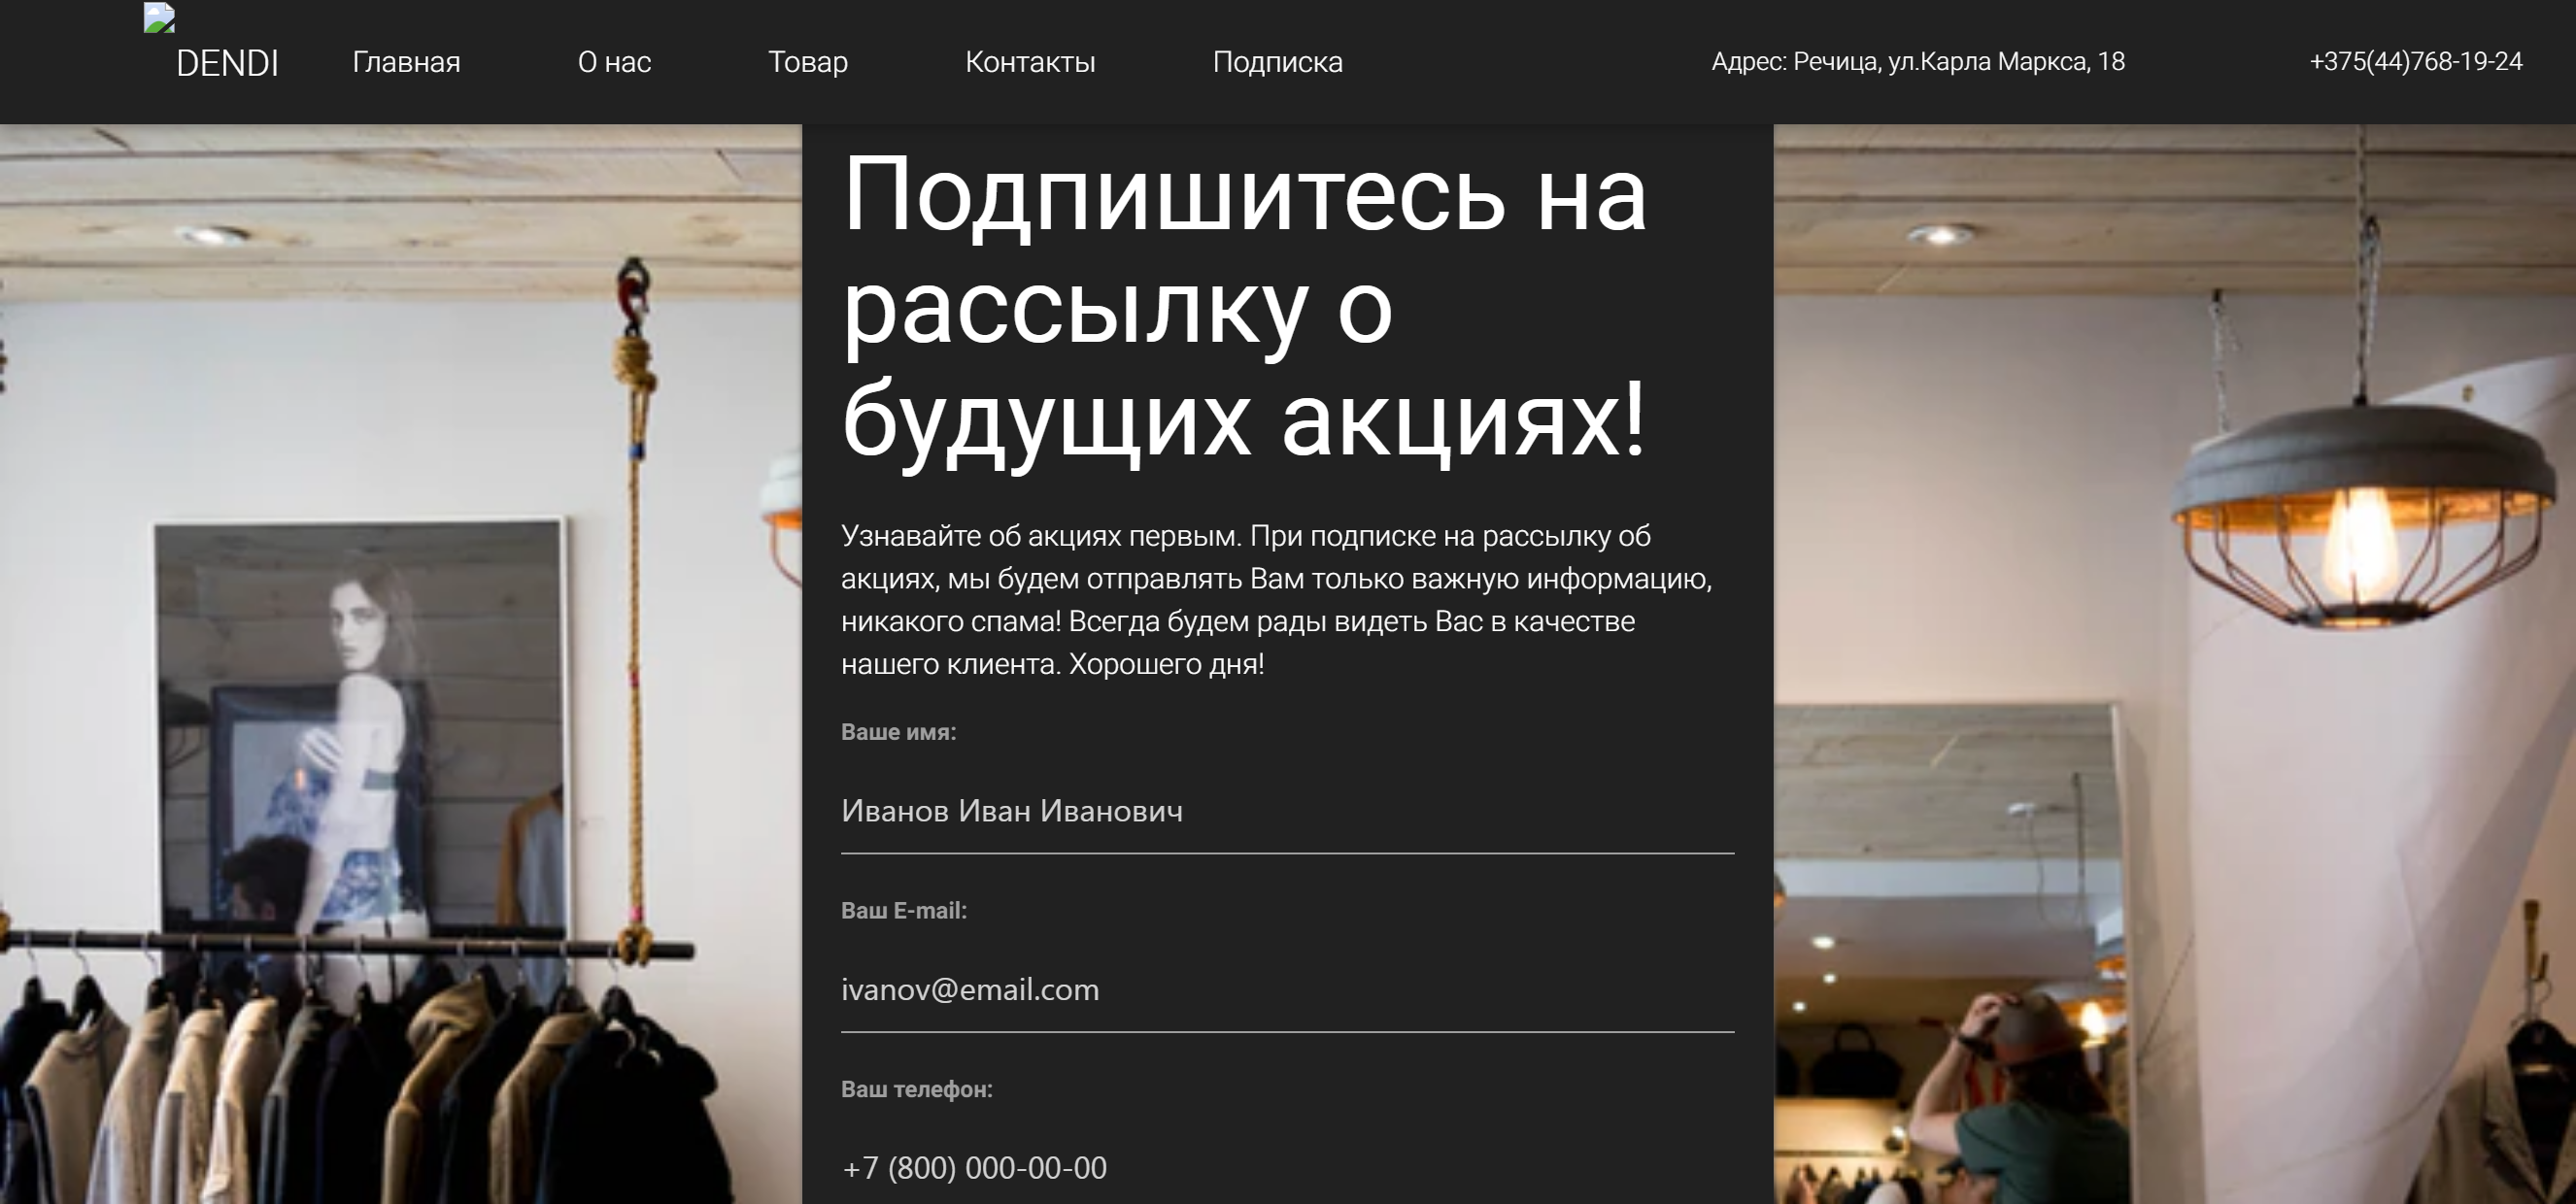 DENDI
Главная
О нас
Товар
Контакты
Подписка
Адрес: Речица, ул.Карла Маркса, 18
+375(44)768-19-24
Подпишитесь на
рассылку о
будущих акциях!
Узнавайте об акциях первым. При подписке на рассылку об
акциях, мы будем отправлять Вам только важную информацию,
никакого спама! Всегда будем рады видеть Вас в качестве
нашего клиента. Хорошего дня!
Ваше имя:
Иванов Иван Иванович
Ваш E-mail:
ivanov@email.com
Ваш телефон:
+7 (800) 000-00-00